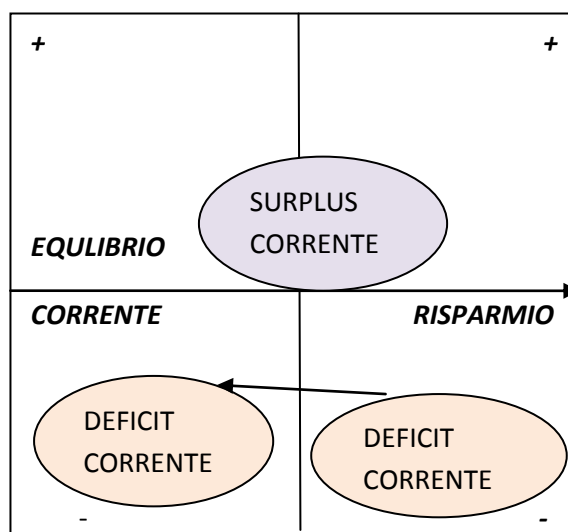 + +
SURPLUS
CORRENTE
EQULIBRIO
CORRENTE RISPARMIO
DEFICIT
CORRENTE
DEFICIT
CORRENTE
- -